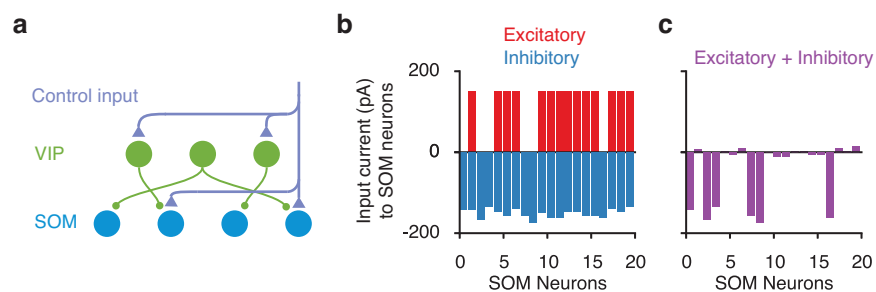 a
Control input
VIP
SOM
b
Excitatory
Inhibitory
Input current (pA)
to SOM neurons
200
0
-200
0
5
10
15
20
SOM Neurons
c
Excitatory + Inhibitory
0
5
10
15
20
SOM Neurons